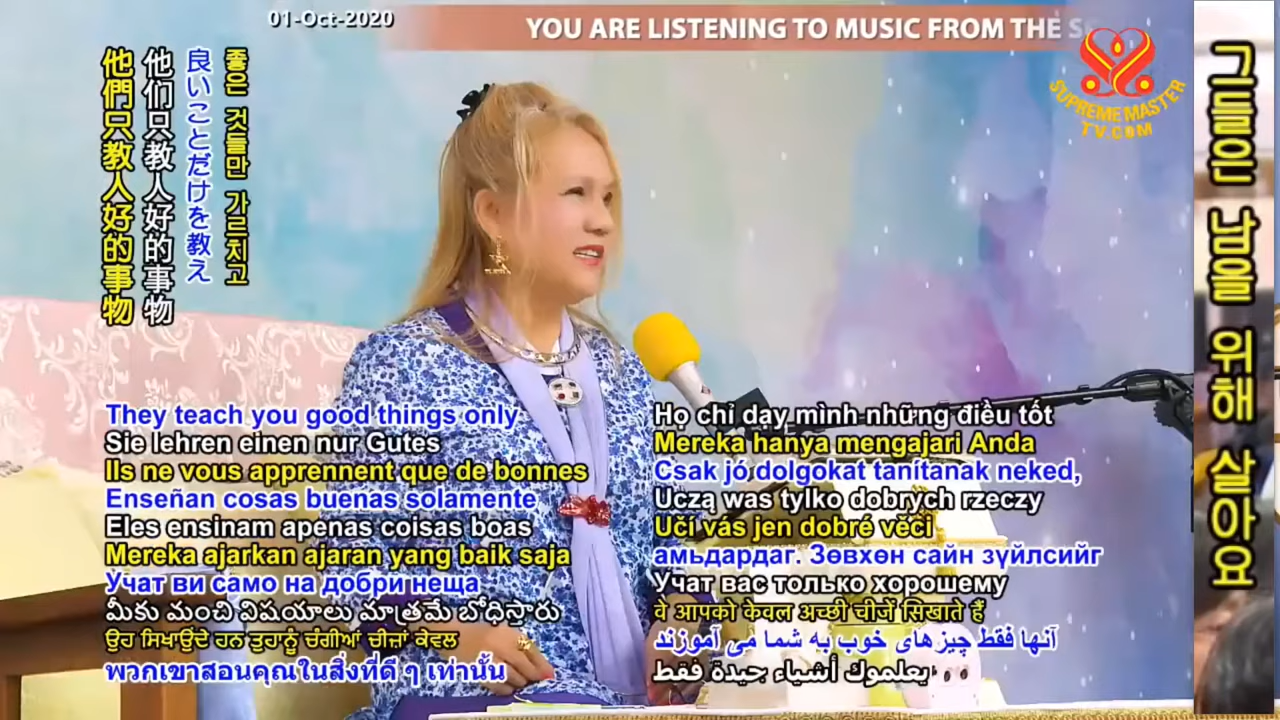 01-Oct-2020
YOU ARE LISTENING TO MUSIC FROM THE
SUPREME MASTER
TV.COM
좋은 것들만 가르치고
良いことだけを教え
他们只教人好的事物
他們只教人好的事物
그들은 남을 위해 살아요
They teach you good things only
Sie lehren einen nur Gutes
Ils ne vous apprennent que de bonnes
Enseñan cosas buenas solamente
Eles ensinam apenas coisas boas
Mereka ajarkan ajaran yang baik saja
Учат ви само на добри неща
మీకు మంచి విషయాలు మాత్రమే బోధిస్తారు
ਉਹ ਸਿਖਾਉਂਦੇ ਹਨ ਤੁਹਾਨੂੰ ਚੰਗੀਆਂ ਚੀਜ਼ਾਂ ਕੇਵਲ
พวกเขาสอนคุณในสิ่งที่ดี ๆ เท่านั้น
Họ chỉ dạy mình những điều tốt
Mereka hanya mengajari Anda
Csak jó dolgokat tanítanak neked,
Uczą was tylko dobrych rzeczy
Učí vás jen dobré věci
амьдардаг. Зөвхөн сайн зүйлсийг
Учат вас только хорошему
वे आपको केवल अच्छी चीजें सिखाते हैं
آنها فقط چیزهای خوب به شما می آموزند
يعلموك أشياء جيدة فقط